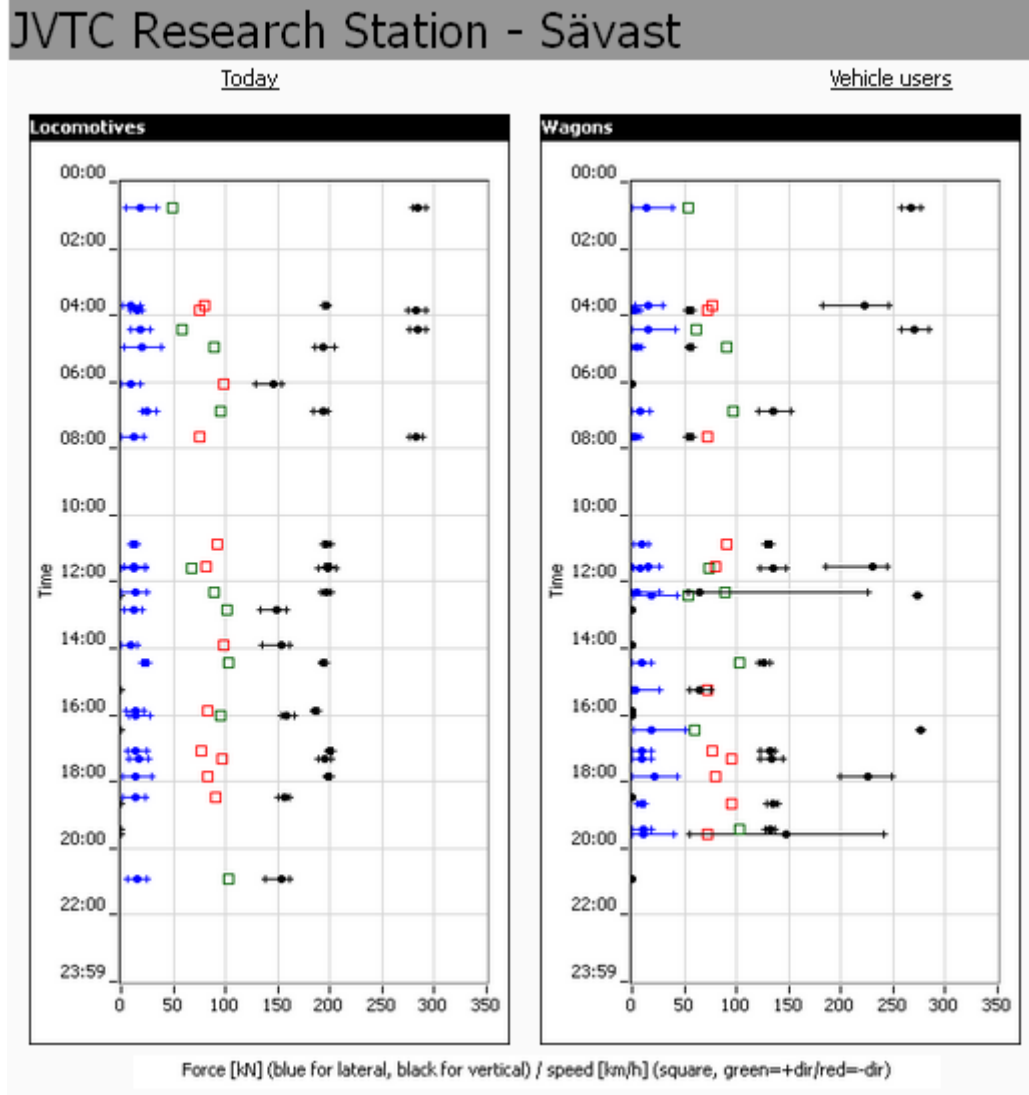 JVTC Research Station - Sävast
Today
Vehicle users
Locomotives
00:00
02:00
04:00
06:00
08:00
10:00
12:00
14:00
16:00
18:00
20:00
22:00
23:59
Time
0 50 100 150 200 250 300 350
Wagons
00:00
02:00
04:00
06:00
08:00
10:00
12:00
14:00
16:00
18:00
20:00
22:00
23:59
Time
0 50 100 150 200 250 300 350
Force [kN] (blue for lateral, black for vertical) / speed [km/h] (square, green=+dir/red=-dir)